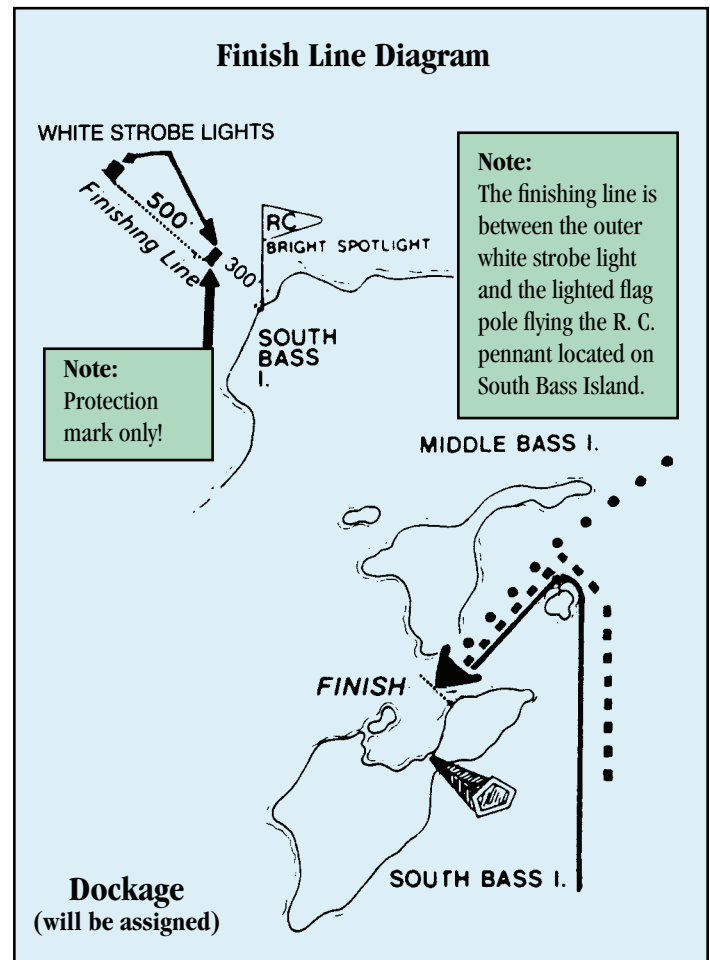 Finish Line Diagram
WHITE STROBE LIGHTS
500'
Finishing Line
300'
RC
BRIGHT SPOTLIGHT
SOUTH
BASS
I.
Note:
Protection
mark only!
Note:
The finishing line is
between the outer
white strobe light
and the lighted flag
pole flying the R. C.
pennant located on
South Bass Island.
MIDDLE BASS I.
FINISH
SOUTH BASS I.
Dockage
(will be assigned)